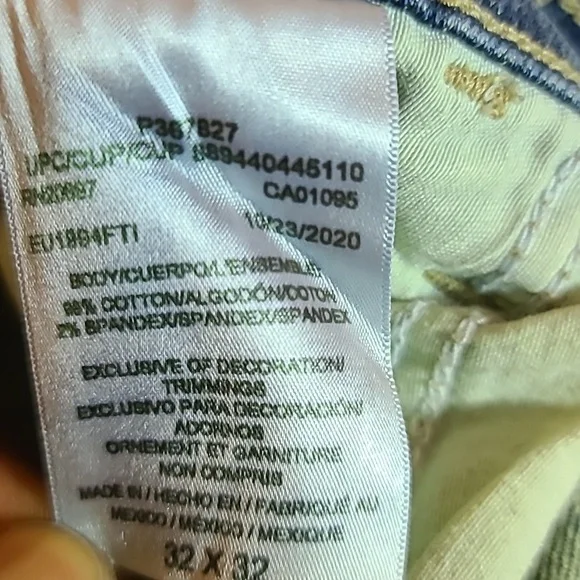 P367827
UPC/CLIP/CUP 889440445110
RN20697 CA01095
EU1894FTI 10/23/2020
BODY/CUERPO/L'ENSEMBLE
98% COTTON/ALGODÓN/COTON
2% SPANDEX/SPANDEX/SPANDEX
EXCLUSIVE OF DECORATION/
TRIMMINGS
EXCLUSIVO PARA DECORACIÓN/
ADORNOS
ORNEMENT ET GARNITURE
NON COMPRIS
MADE IN / HECHO EN / FABRIQUÉ AU
MEXICO / MÉXICO / MEXIQUE
32 X 32